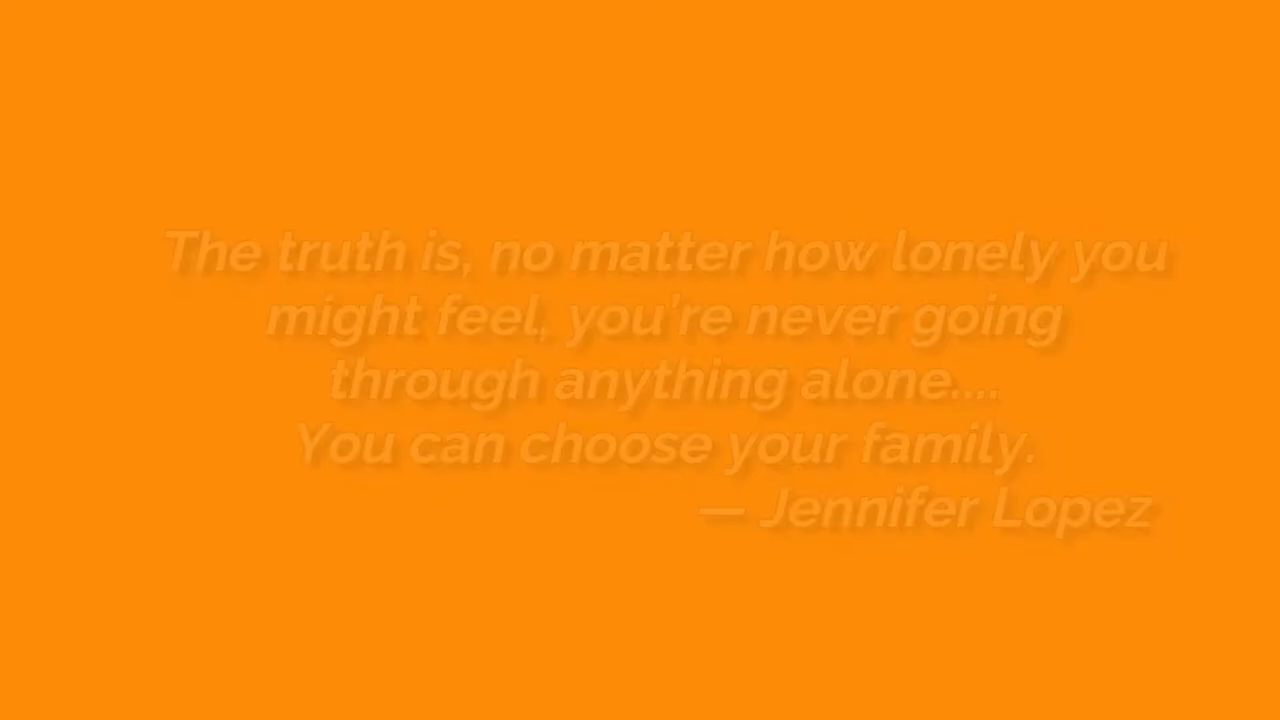 The truth is, no matter how lonely you
might feel, you’re never going
through anything alone....
You can choose your family.
— Jennifer Lopez